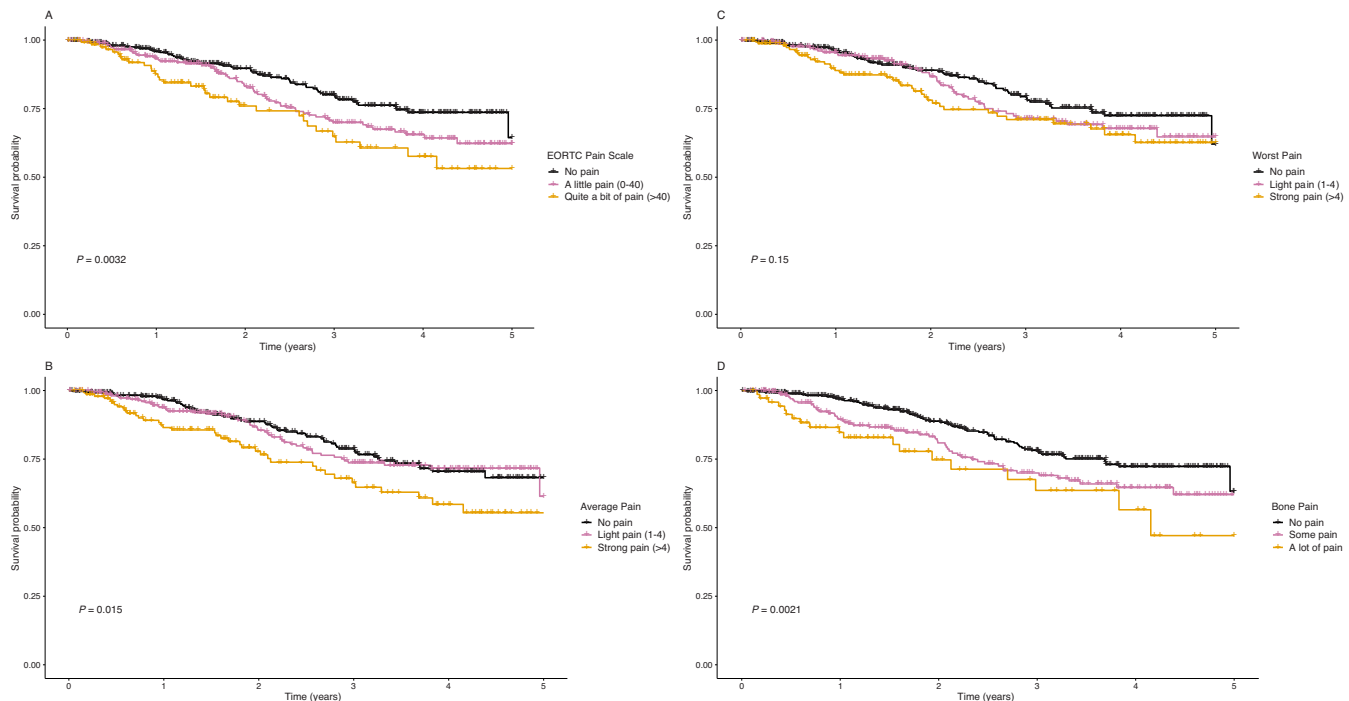 A
Survival probability
1.00
0.75
0.50
0.25
0.00
P = 0.0032
0 1 2 3 4 5
Time (years)
EORTC Pain Scale
No pain
A little pain (0-40)
Quite a bit of pain (>40)
C
Survival probability
1.00
0.75
0.50
0.25
0.00
P = 0.15
0 1 2 3 4 5
Time (years)
Worst Pain
No pain
Light pain (1-4)
Strong pain (>4)
B
Survival probability
1.00
0.75
0.50
0.25
0.00
P = 0.015
0 1 2 3 4 5
Time (years)
Average Pain
No pain
Light pain (1-4)
Strong pain (>4)
D
Survival probability
1.00
0.75
0.50
0.25
0.00
P = 0.0021
0 1 2 3 4 5
Time (years)
Bone Pain
No pain
Some pain
A lot of pain